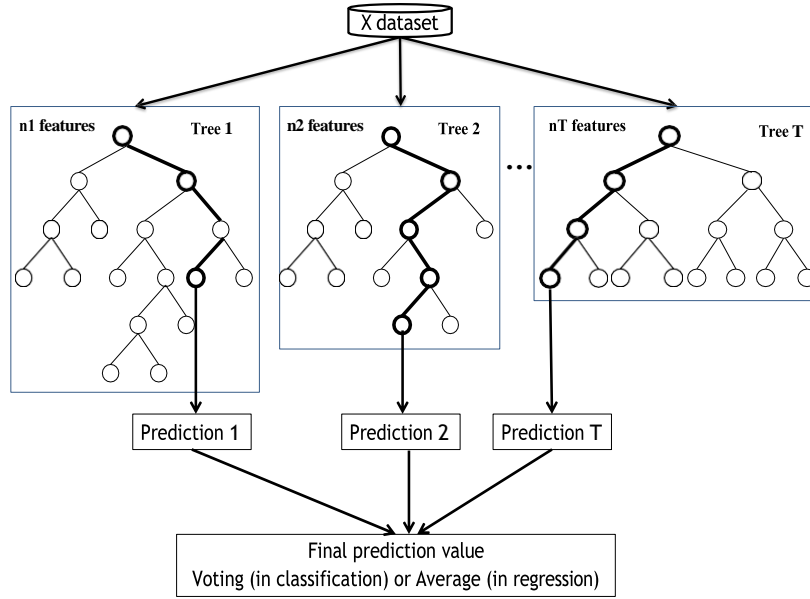 X dataset
n1 features
Tree 1
n2 features
Tree 2
...
nT features
Tree T
Prediction 1
Prediction 2
Prediction T
Final prediction value
Voting (in classification) or Average (in regression)